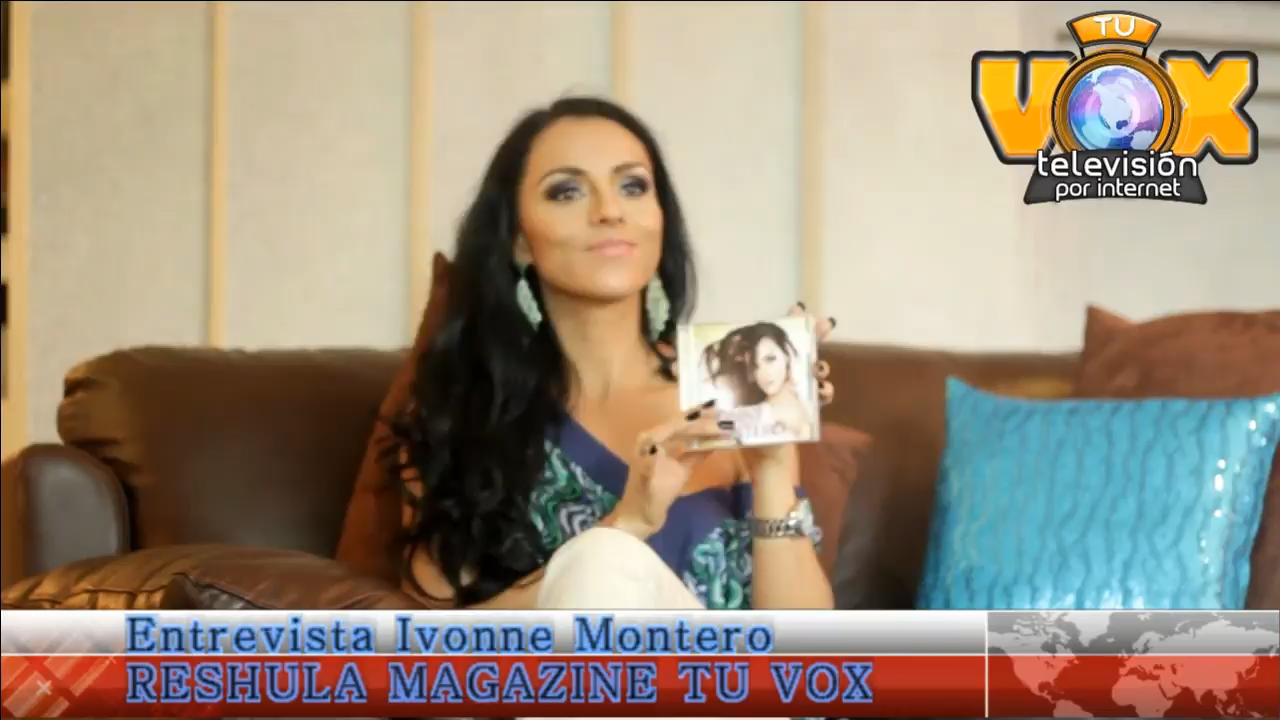 TU
VOX
televisión
por internet
Entrevista Ivonne Montero
RESHULA MAGAZINE TU VOX